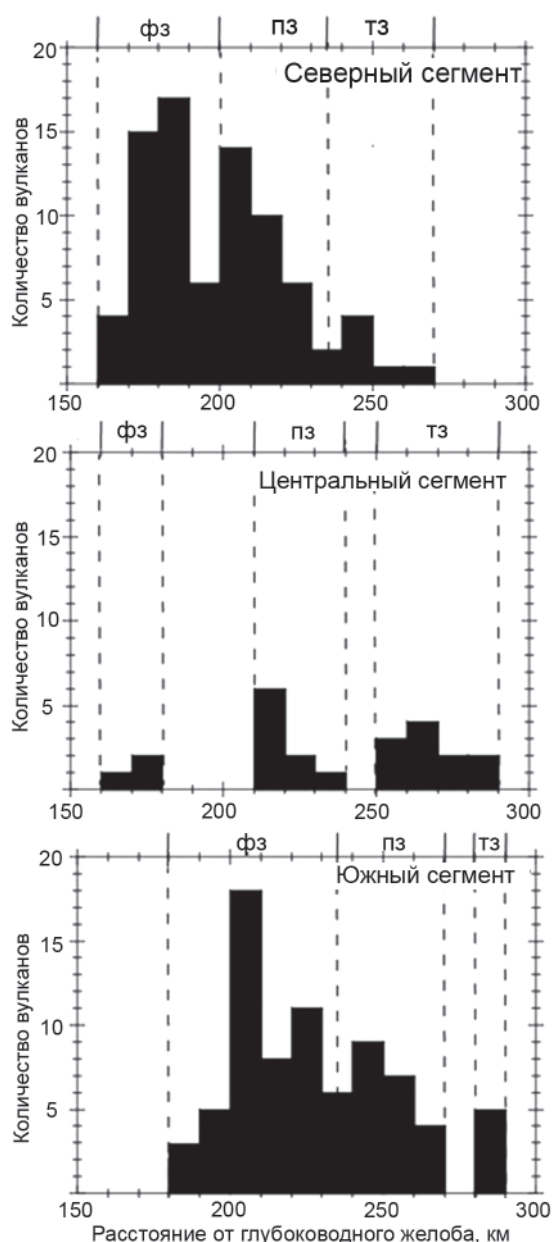 фз пз тз
Северный сегмент
Количество вулканов
20
15
10
5
150 200 250 300
фз пз тз
Центральный сегмент
Количество вулканов
20
15
10
5
150 200 250 300
фз пз тз
Южный сегмент
Количество вулканов
20
15
10
5
150 200 250 300
Расстояние от глубоководного желоба, км